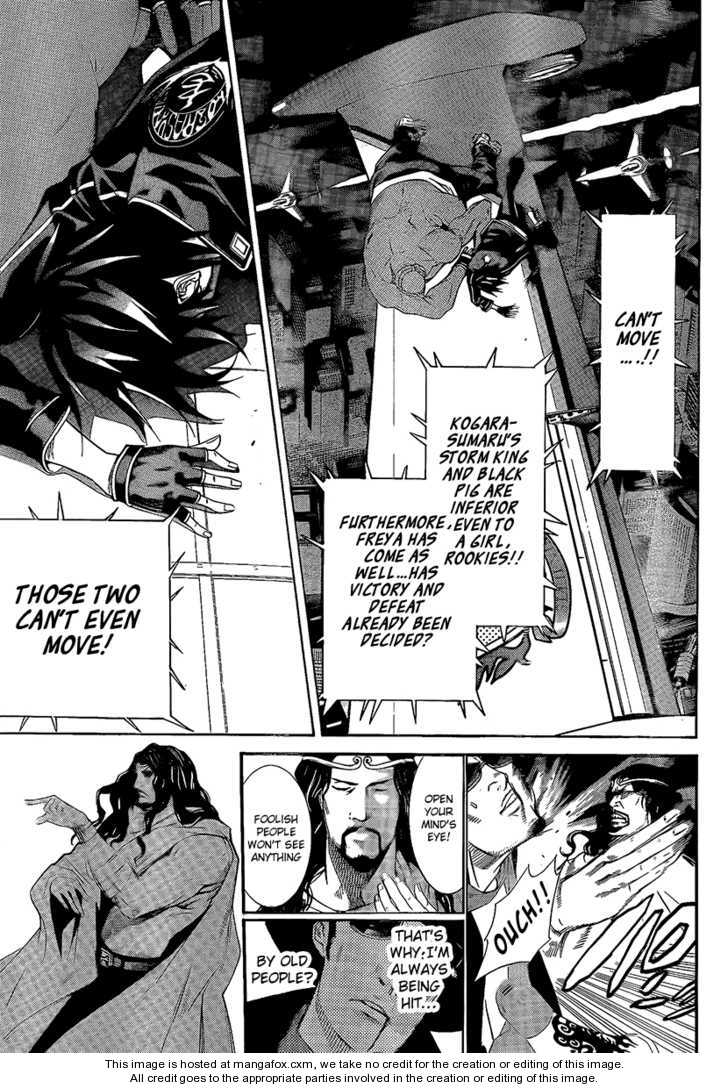 CAN'T
MOVE
.....!!
KOGARA-
SUMARU'S
STORM KING
AND BLACK
PIG ARE
INFERIOR
EVEN TO
A GIRL,
ROOKIES!!
FURTHERMORE,
FREYA HAS
COME AS
WELL...HAS
VICTORY AND
DEFEAT
ALREADY BEEN
DECIDED?
THOSE TWO
CAN'T EVEN
MOVE!
OUCH!!
OPEN
YOUR
MIND'S
EYE!
FOOLISH
PEOPLE
WON'T SEE
ANYTHING
THAT'S
WHY, I'M
ALWAYS
BEING
HIT...
BY OLD
PEOPLE?
This image is hosted at mangafox.cxm, we take no credit for the creation or editing of this image.
All credit goes to the appropriate parties involved in the creation or editing of this image